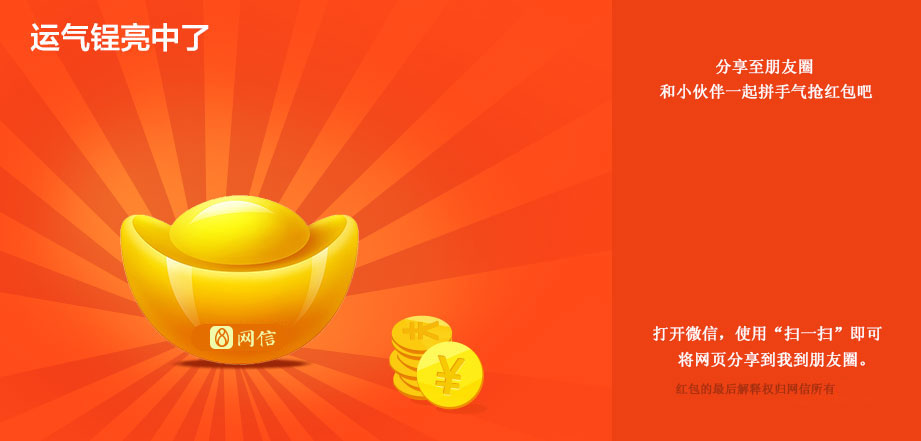 运气锃亮中了
分享至朋友圈
和小伙伴一起拼手气抢红包吧
网信
打开微信，使用“扫一扫”即可
将网页分享到我到朋友圈。
红包的最后解释权归网信所有